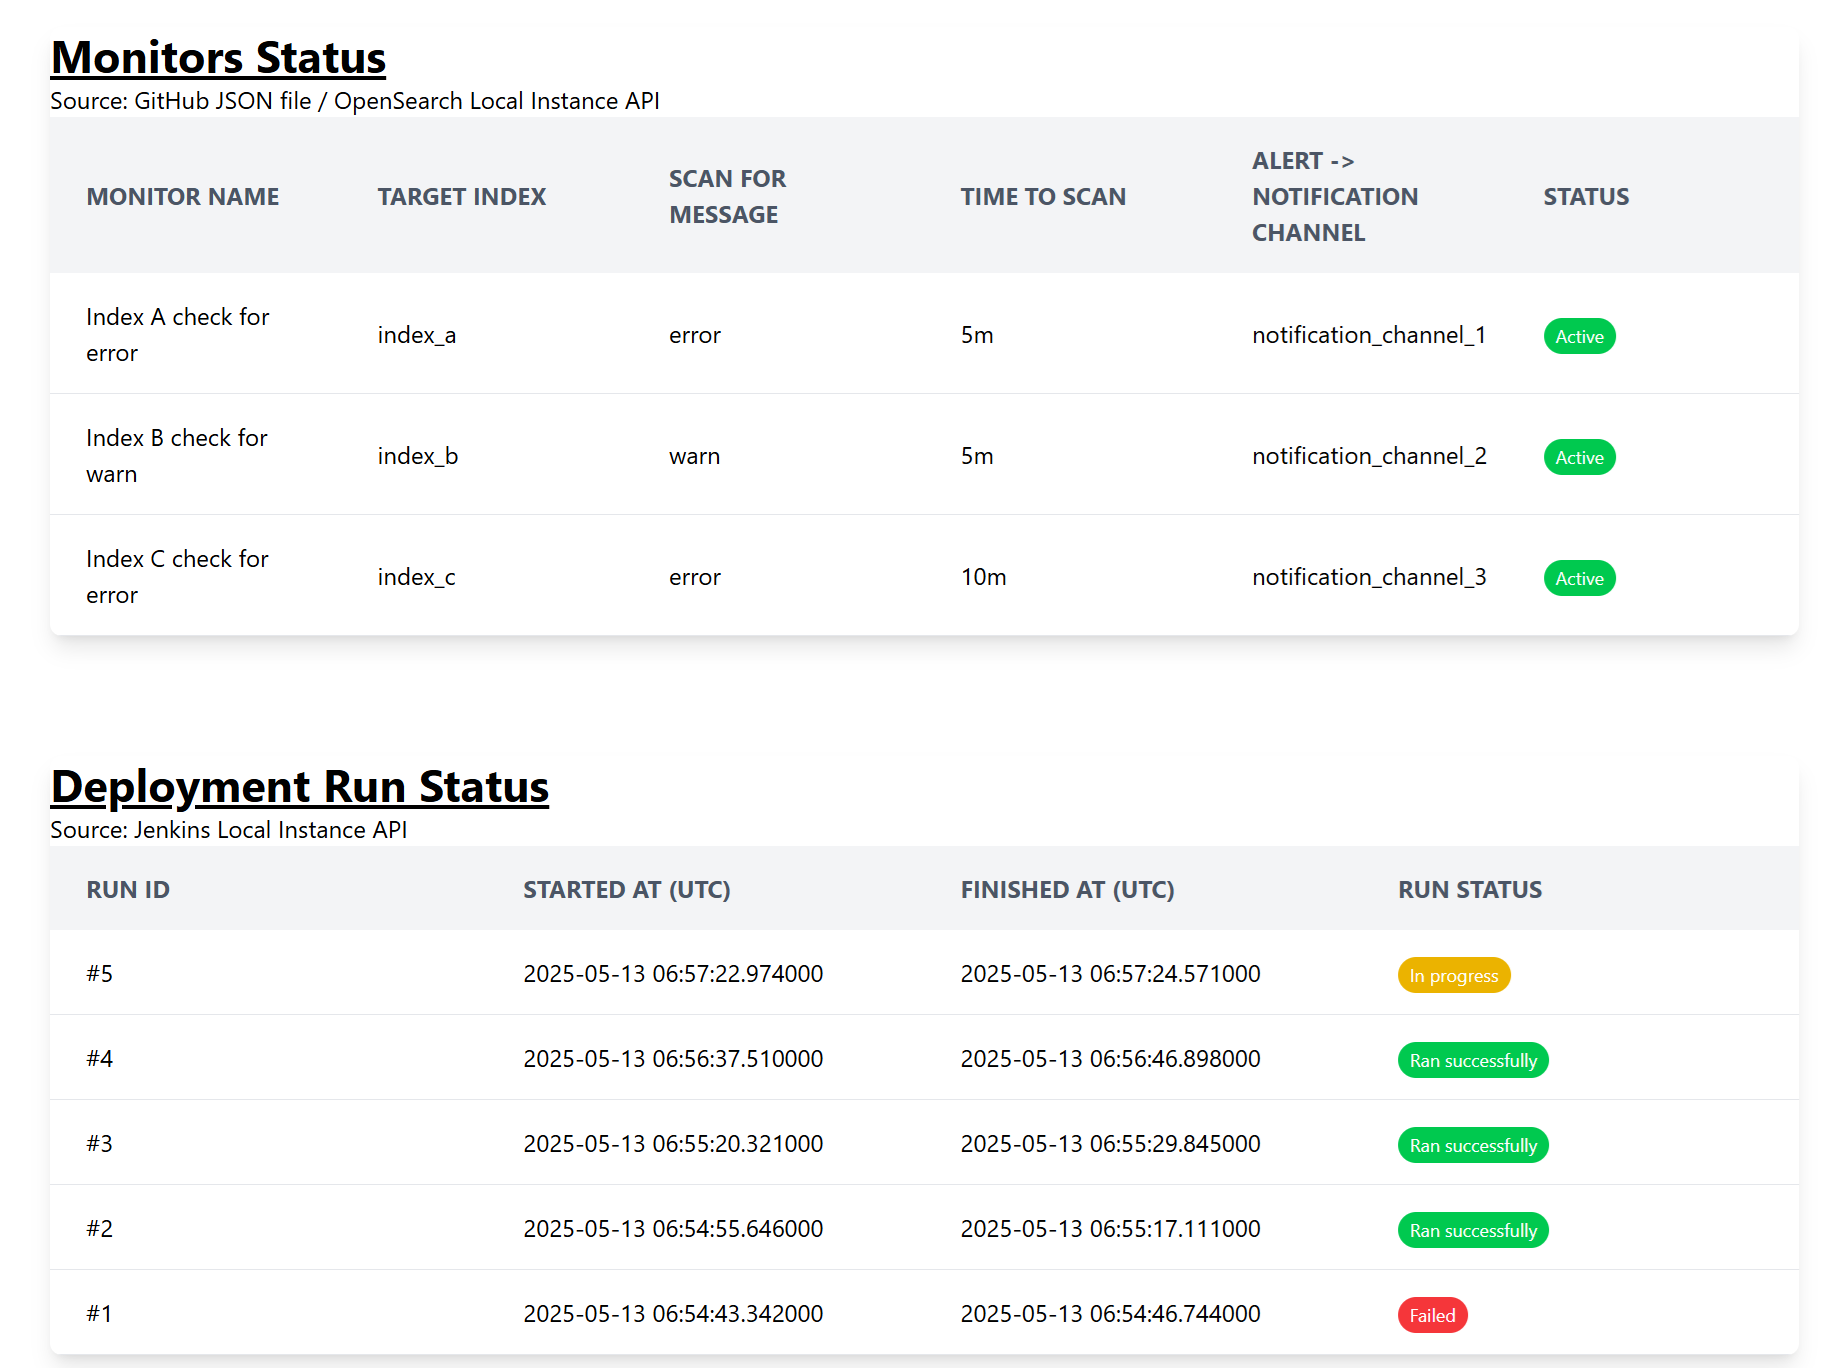 Monitors Status
Source: GitHub JSON file / OpenSearch Local Instance API
MONITOR NAME TARGET INDEX SCAN FOR MESSAGE TIME TO SCAN ALERT -> NOTIFICATION CHANNEL STATUS
Index A check for error index_a error 5m notification_channel_1 Active
Index B check for warn index_b warn 5m notification_channel_2 Active
Index C check for error index_c error 10m notification_channel_3 Active
Deployment Run Status
Source: Jenkins Local Instance API
RUN ID STARTED AT (UTC) FINISHED AT (UTC) RUN STATUS
#5 2025-05-13 06:57:22.974000 2025-05-13 06:57:24.571000 In progress
#4 2025-05-13 06:56:37.510000 2025-05-13 06:56:46.898000 Ran successfully
#3 2025-05-13 06:55:20.321000 2025-05-13 06:55:29.845000 Ran successfully
#2 2025-05-13 06:54:55.646000 2025-05-13 06:55:17.111000 Ran successfully
#1 2025-05-13 06:54:43.342000 2025-05-13 06:54:46.744000 Failed